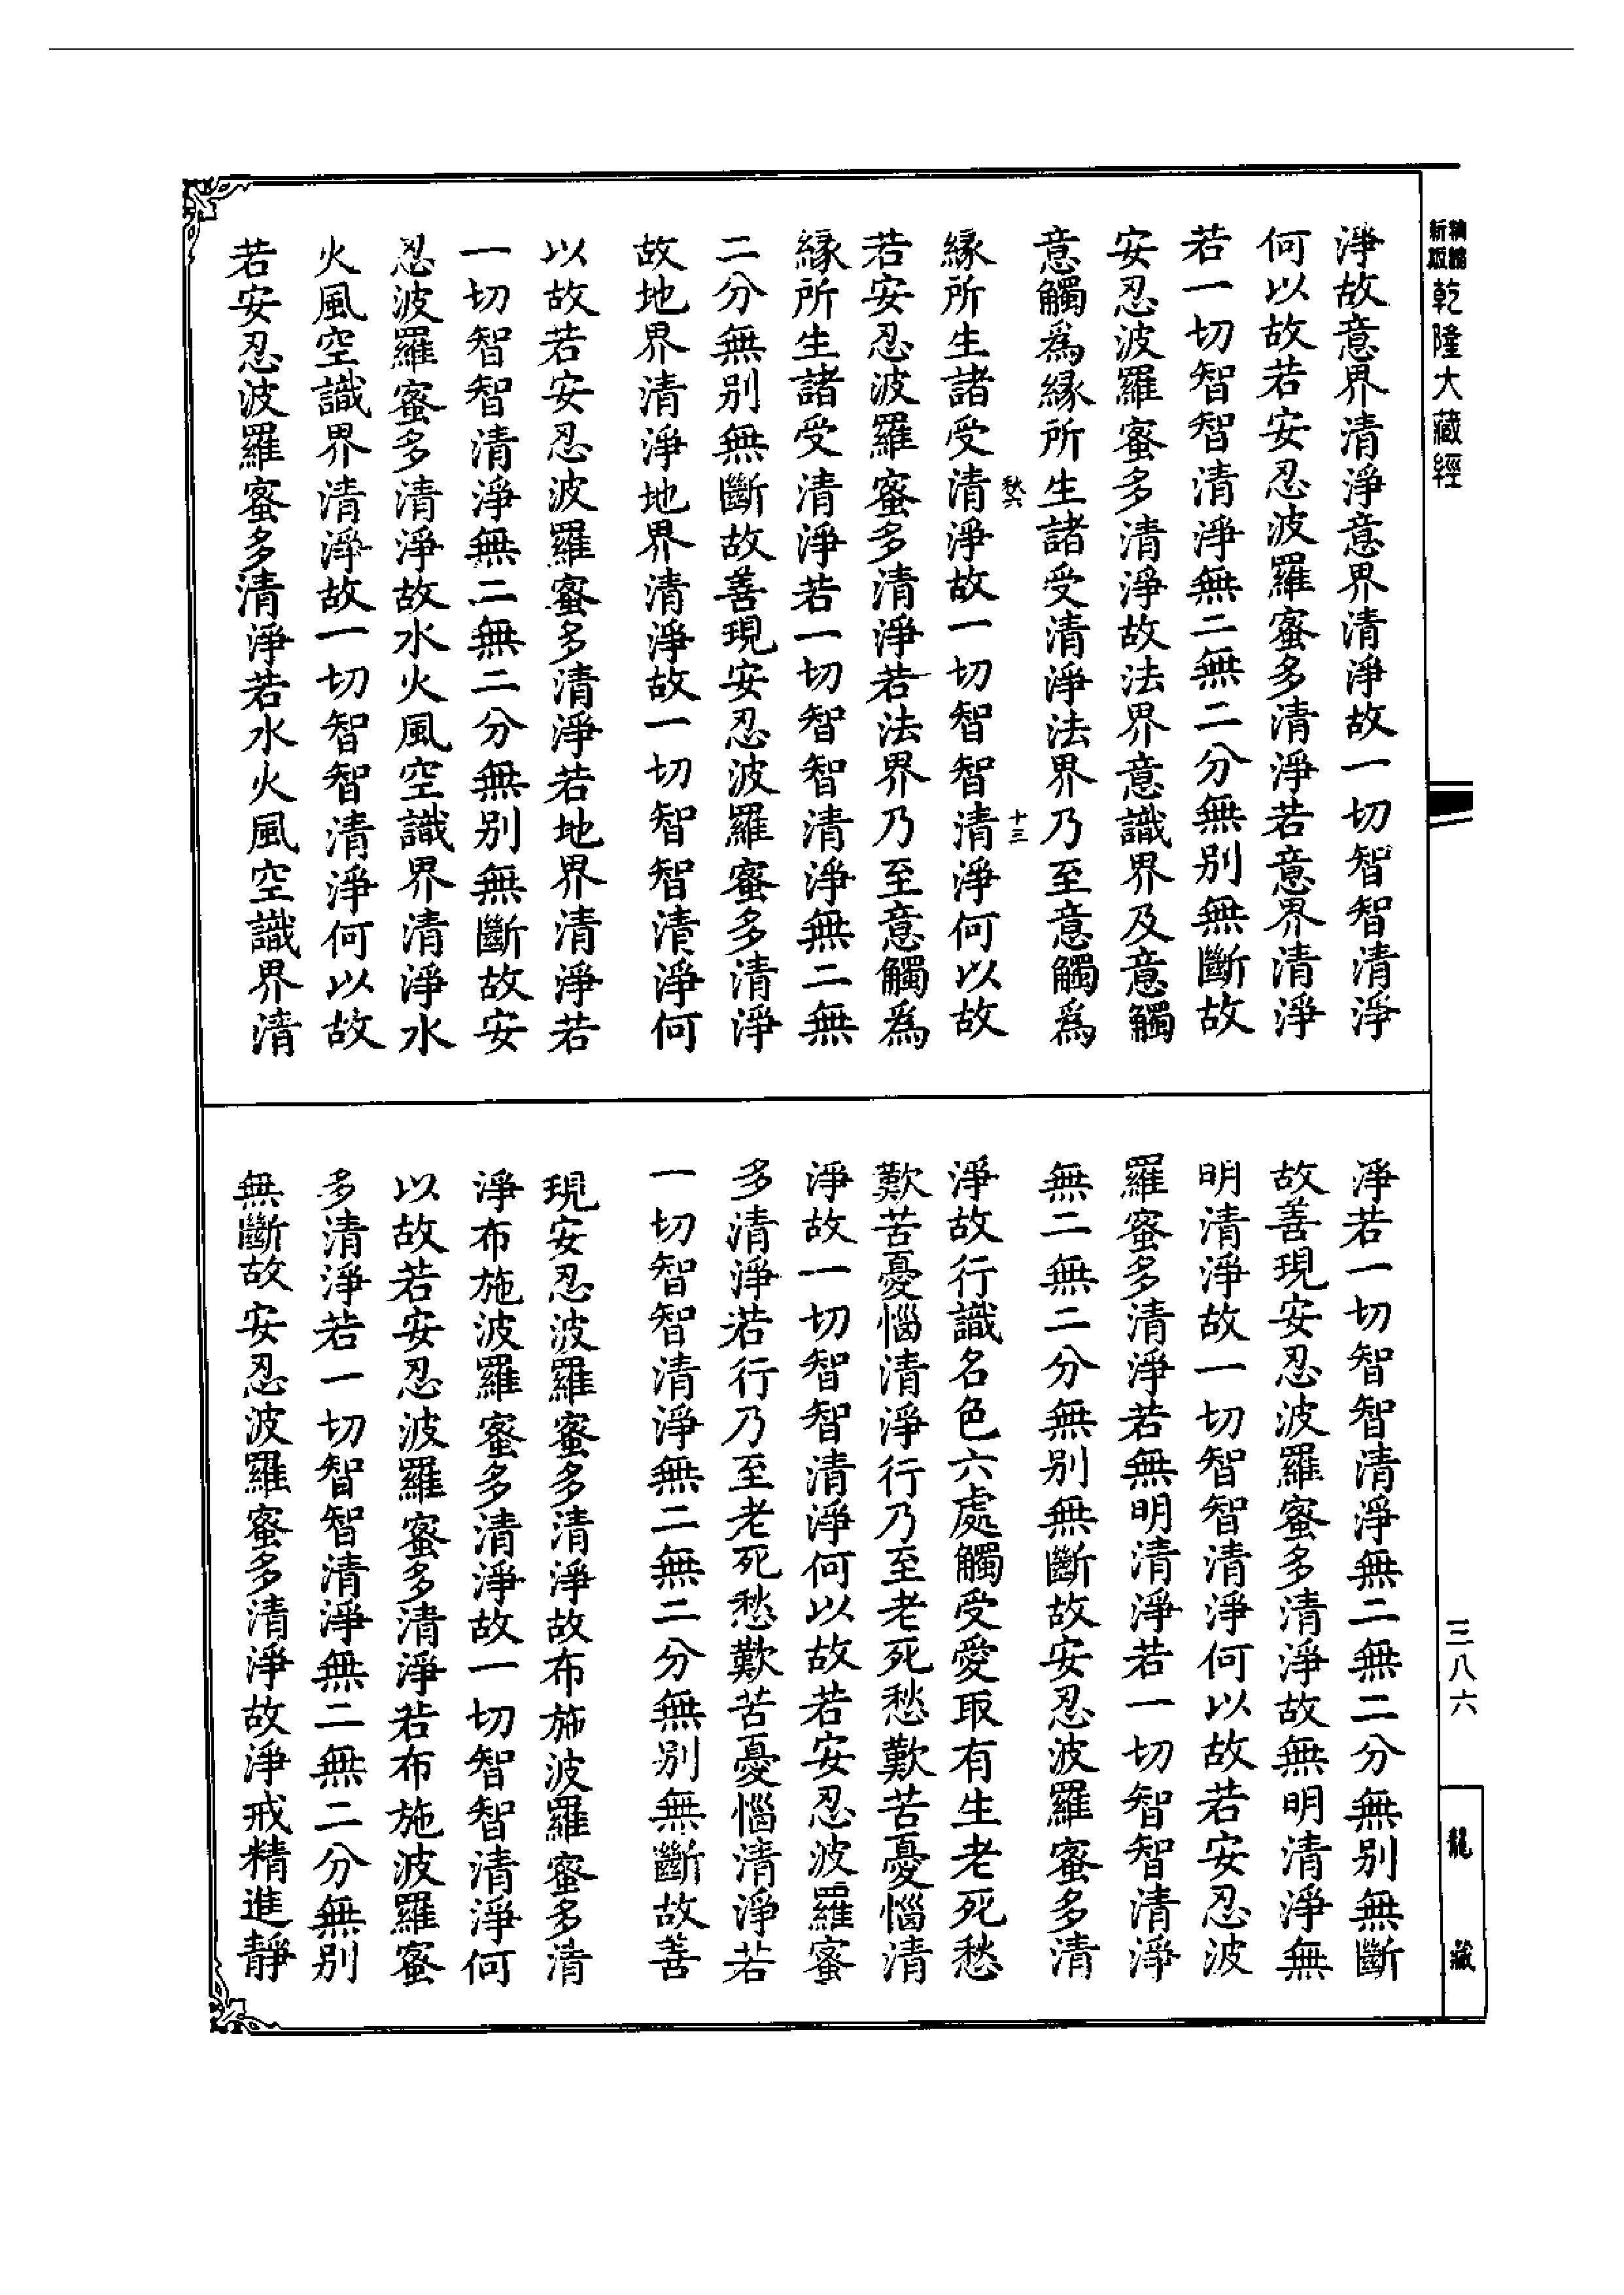 新版
精縮
乾隆大藏經
淨故意界清淨意界清淨故一切智智清淨
何以故若安忍波羅蜜多清淨若意界清淨
若一切智智清淨無二無二分無別無斷故
安忍波羅蜜多清淨故法界意識界及意觸
意觸爲緣所生諸受清淨法界乃至意觸爲
十三
緣所生諸受清淨故一切智智清淨何以故
若安忍波羅蜜多清淨若法界乃至意觸爲
緣所生諸受清淨若一切智智清淨無二無
二分無別無斷故善現安忍波羅蜜多清淨
故地界清淨地界清淨故一切智智清淨何
以故若安忍波羅蜜多清淨若地界清淨若
一切智智清淨無二無二分無別無斷故安
忍波羅蜜多清淨故水火風空識界清淨水
火風空識界清淨故一切智智清淨何以故
若安忍波羅蜜多清淨若水火風空識界清
淨若一切智智清淨無二無二分無別無斷
故善現安忍波羅蜜多清淨故無明清淨無
明清淨故一切智智清淨何以故若安忍波
羅蜜多清淨若無明清淨若一切智智清淨
無二無二分無別無斷故安忍波羅蜜多清
淨故行識名色六處觸受愛取有生老死愁
歎苦憂惱清淨行乃至老死愁歎苦憂惱清
淨故一切智智清淨何以故若安忍波羅蜜
多清淨若行乃至老死愁歎苦憂惱清淨若
一切智智清淨無二無二分無別無斷故善
現安忍波羅蜜多清淨故布施波羅蜜多清
淨布施波羅蜜多清淨故一切智智清淨何
以故若安忍波羅蜜多清淨若布施波羅蜜
多清淨若一切智智清淨無二無二分無別
無斷故安忍波羅蜜多清淨故淨戒精進靜
三八六
龍藏